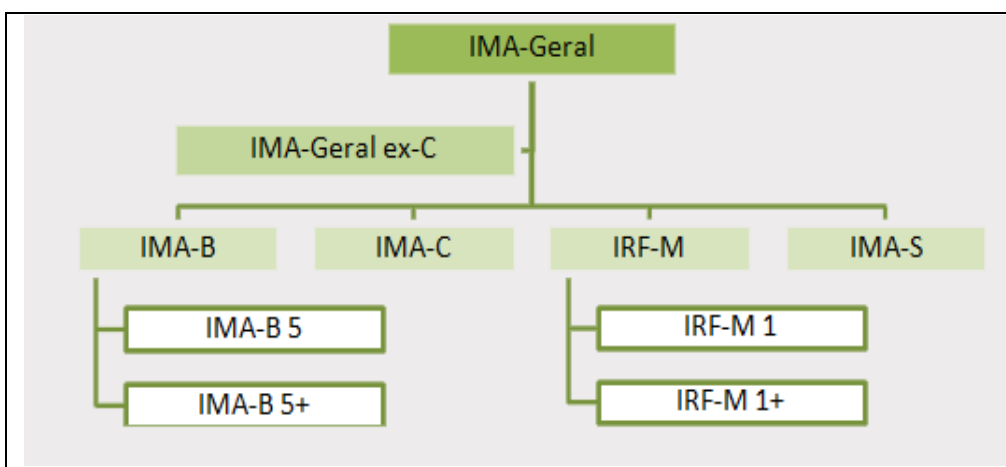 IMA-Geral
IMA-Geral ex-C
IMA-B
IMA-C
IRF-M
IMA-S
IMA-B 5
IRF-M 1
IMA-B 5+
IRF-M 1+